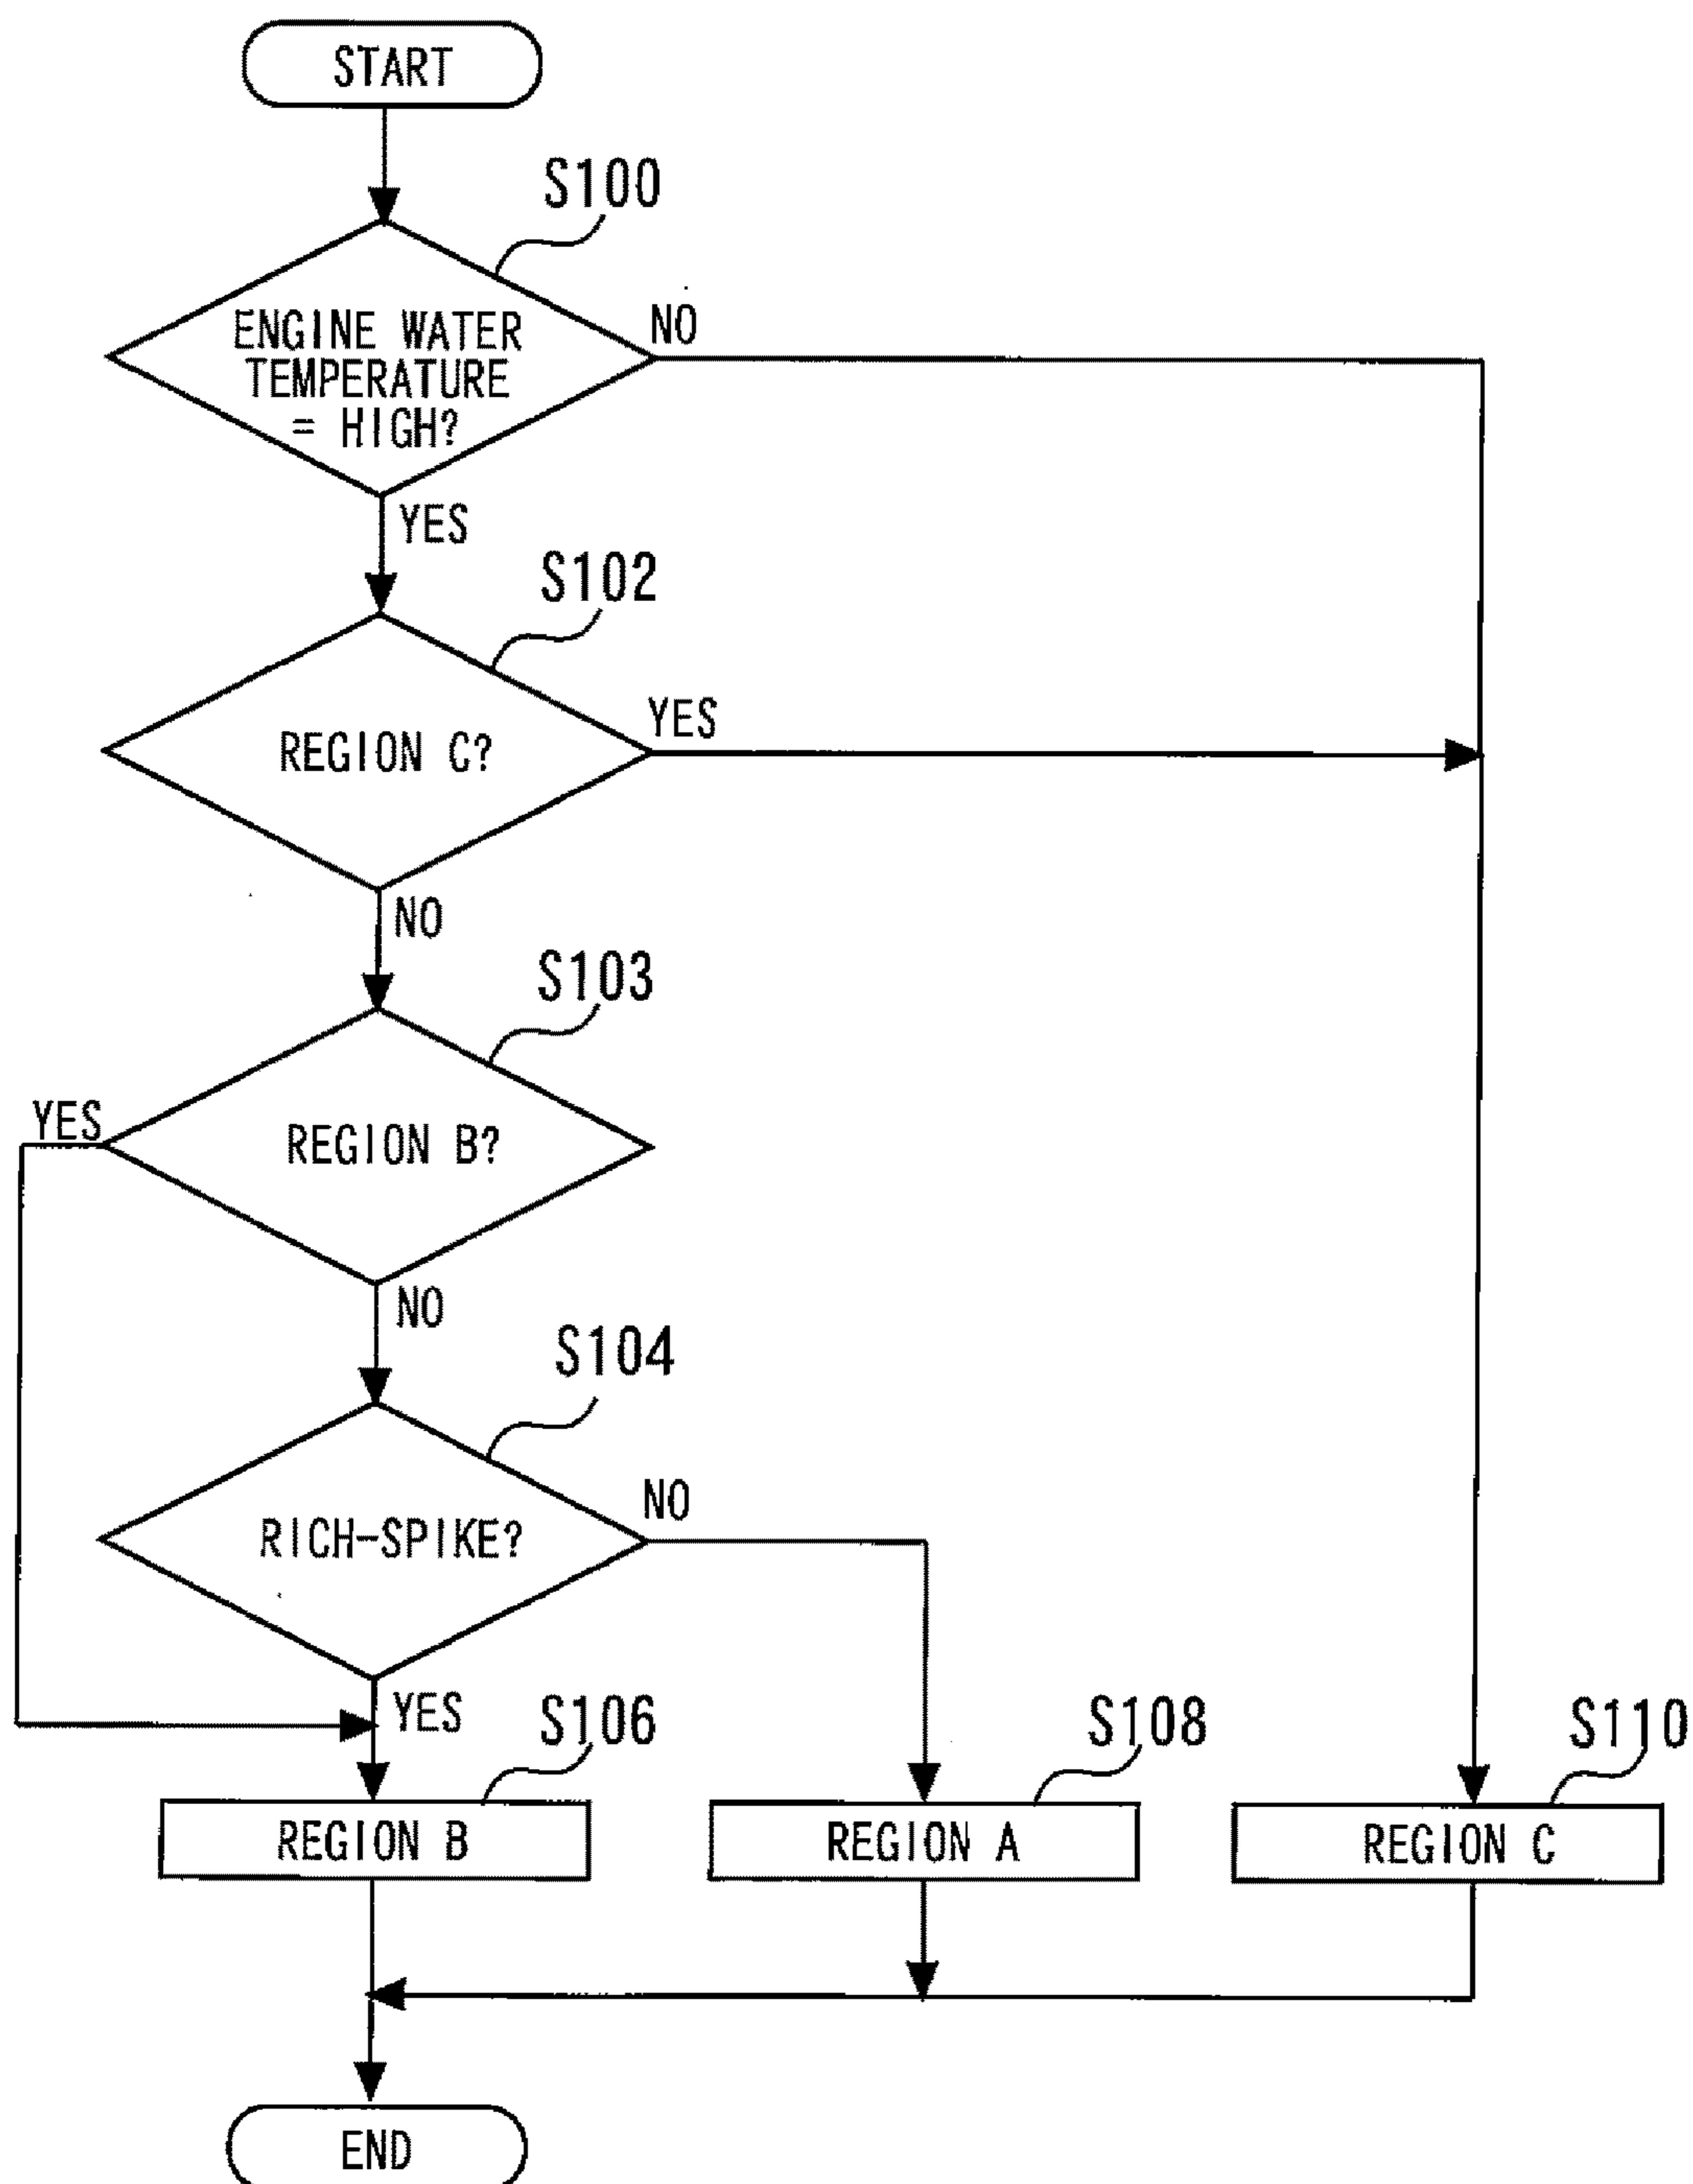 START
S100
ENGINE WATER
TEMPERATURE
= HIGH?
NO
YES
S102
REGION C?
YES
NO
S103
YES
REGION B?
NO
S104
RICH-SPIKE?
NO
YES
S106
S108
S110
REGION B
REGION A
REGION C
END